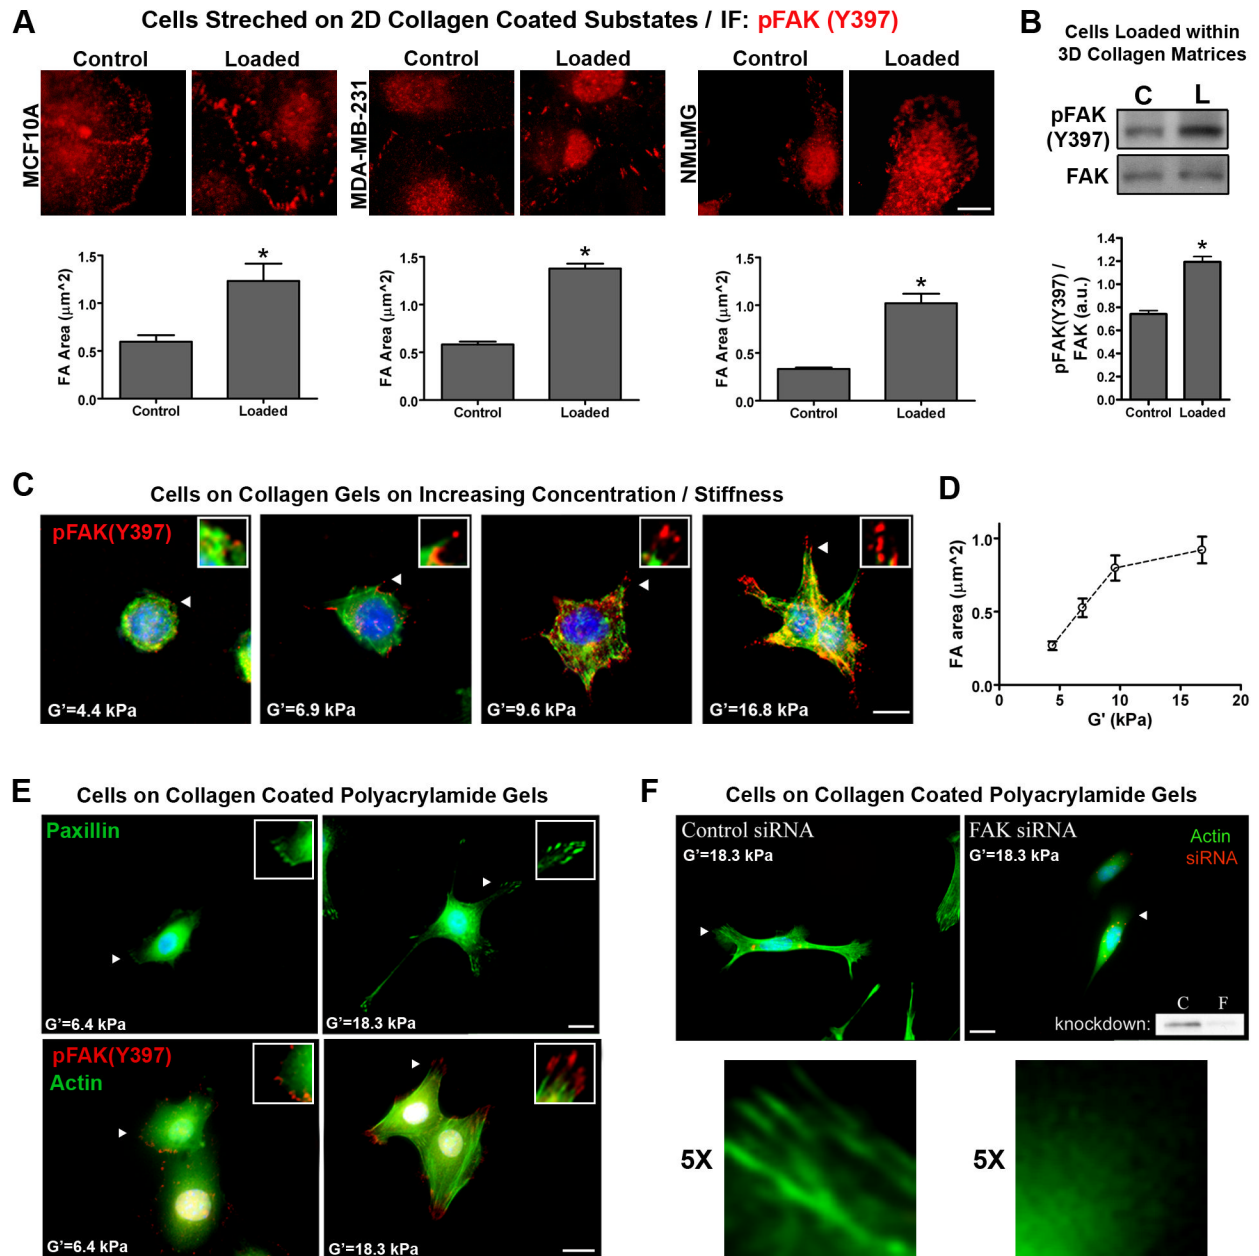 A
Cells Streched on 2D Collagen Coated Substates / IF: pFAK (Y397)
Control
Loaded
Control
Loaded
Control
Loaded
MCF10A
MDA-MB-231
NMuMG
FA Area (μm^2)
1.5
1.0
0.5
0.0
*
Control
Loaded
FA Area (μm^2)
1.5
1.0
0.5
0.0
*
Control
Loaded
FA Area (μm^2)
1.5
1.0
0.5
0.0
*
Control
Loaded
B
Cells Loaded within
3D Collagen Matrices
C L
pFAK
(Y397)
FAK
pFAK(Y397) /
FAK (a.u.)
1.4
1.2
1.0
0.8
0.6
0.4
0.2
0.0
*
Control
Loaded
C
Cells on Collagen Gels on Increasing Concentration / Stiffness
pFAK(Y397)
G’=4.4 kPa
G’=6.9 kPa
G’=9.6 kPa
G’=16.8 kPa
D
FA area (μm^2)
1.0
0.5
0.0
0 5 10 15 20
G' (kPa)
E
Cells on Collagen Coated Polyacrylamide Gels
Paxillin
G’=6.4 kPa
G’=18.3 kPa
pFAK(Y397)
Actin
G’=6.4 kPa
G’=18.3 kPa
F
Cells on Collagen Coated Polyacrylamide Gels
Control siRNA
G’=18.3 kPa
FAK siRNA
G’=18.3 kPa
Actin
siRNA
C F
knockdown:
5X
5X